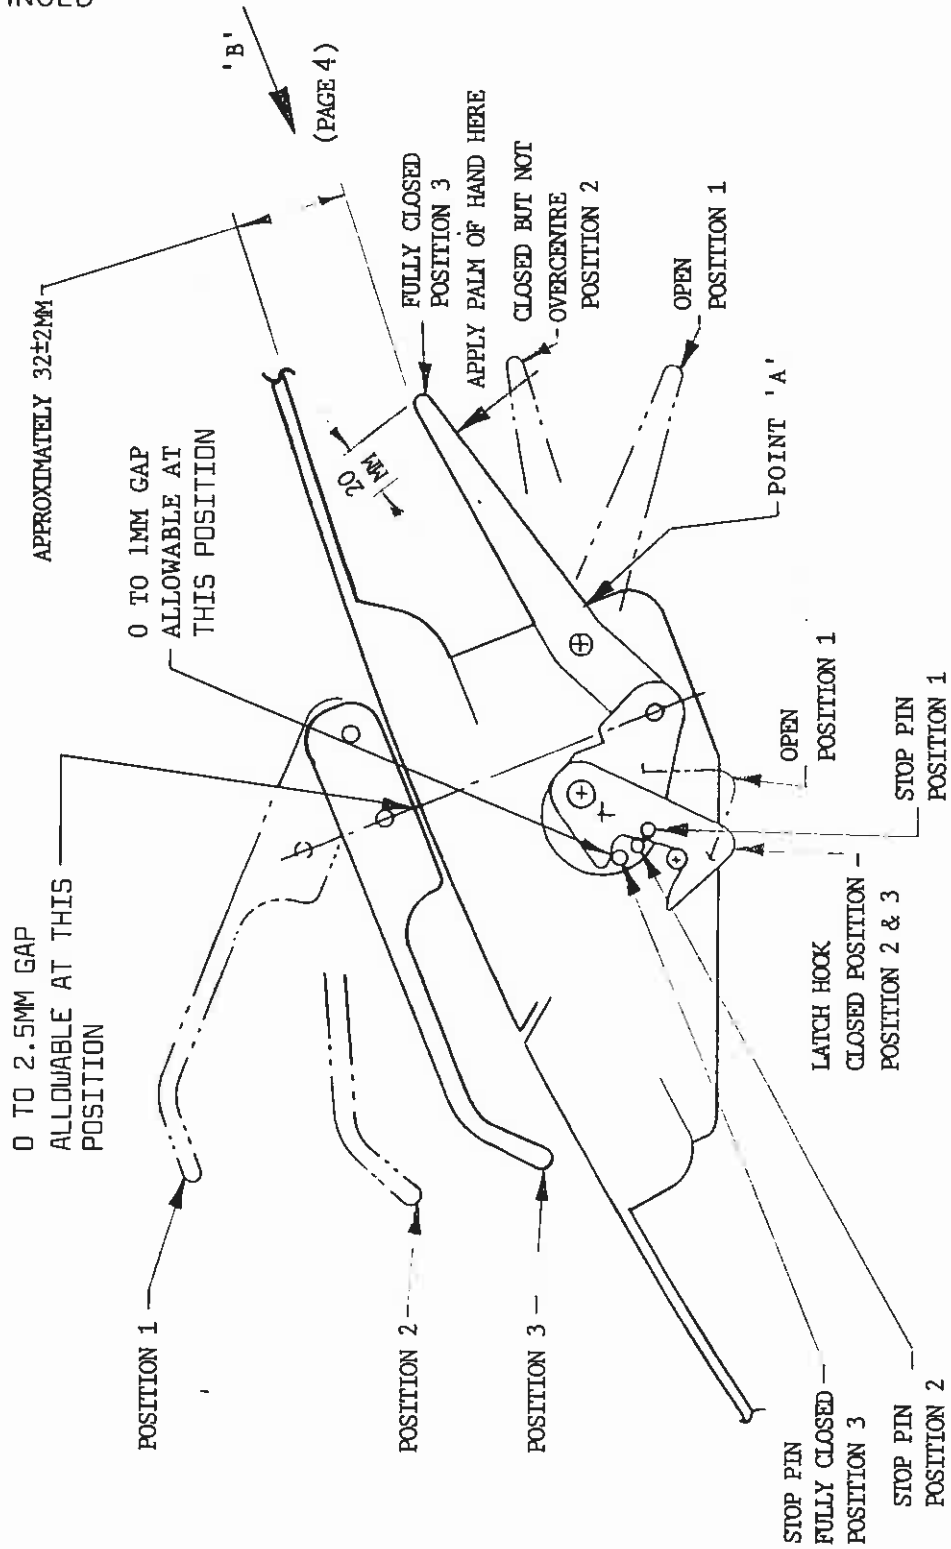 INUED
'B'
(PAGE 4)
APPROXIMATELY 32±2MM
0 TO 1MM GAP
ALLOWABLE AT
THIS POSITION
0 TO 2.5MM GAP
ALLOWABLE AT THIS
POSITION
FULLY CLOSED
POSITION 3
APPLY PALM OF HAND HERE
CLOSED BUT NOT
OVERCENTRE
POSITION 2
OPEN
POSITION 1
20
MM
POINT 'A'
POSITION 1
POSITION 2
POSITION 3
OPEN
POSITION 1
STOP PIN
POSITION 1
LATCH HOOK
CLOSED POSITION -
POSITION 2 & 3
STOP PIN
FULLY CLOSED
POSITION 3
STOP PIN
POSITION 2